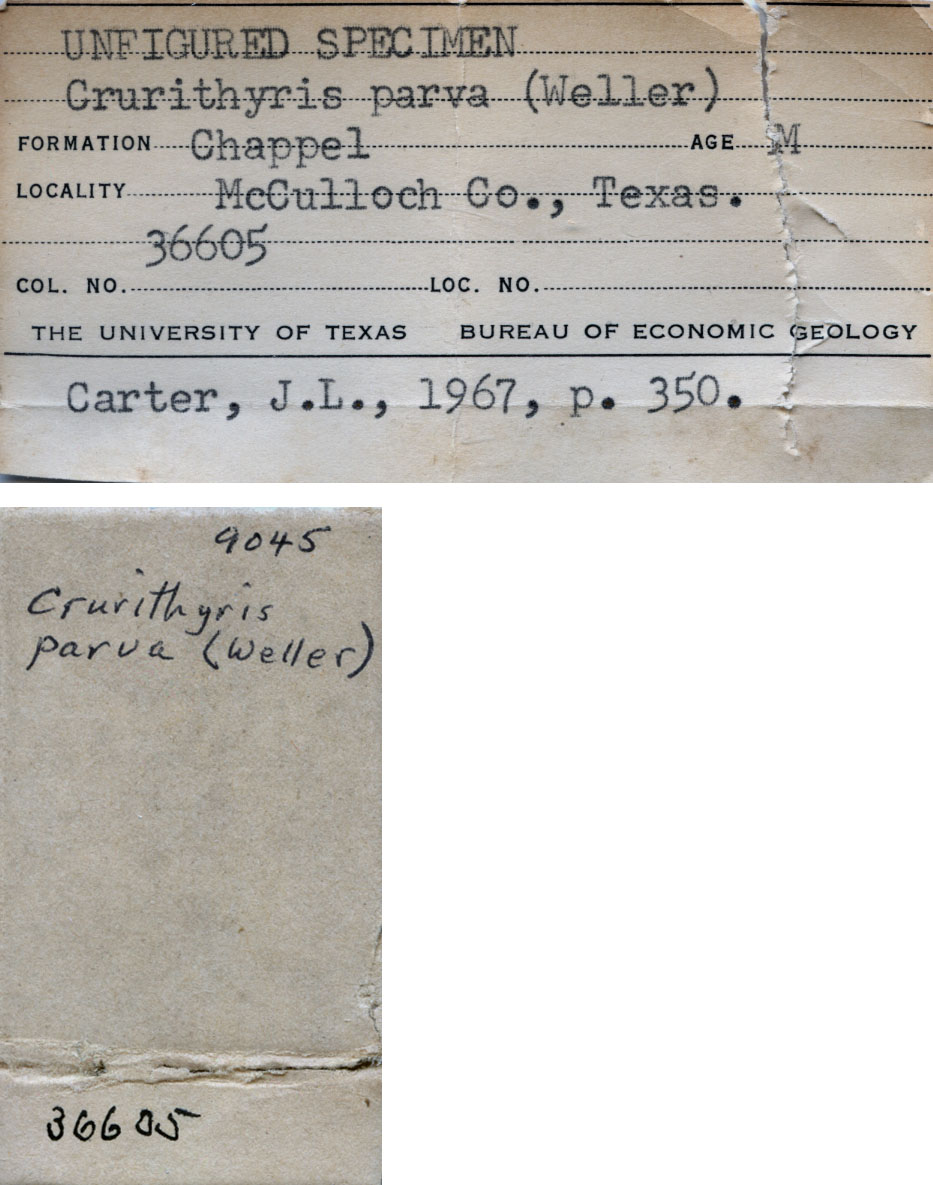 UNFIGURED SPECIMEN
Crurithyris parva (Weller)
FORMATION Chappel AGE M
LOCALITY McCulloch Co., Texas.
36605
COL. NO. LOC. NO.
THE UNIVERSITY OF TEXAS BUREAU OF ECONOMIC GEOLOGY
Carter, J.L., 1967, p. 350.
9045
Crurithyris
parva (Weller)
36605